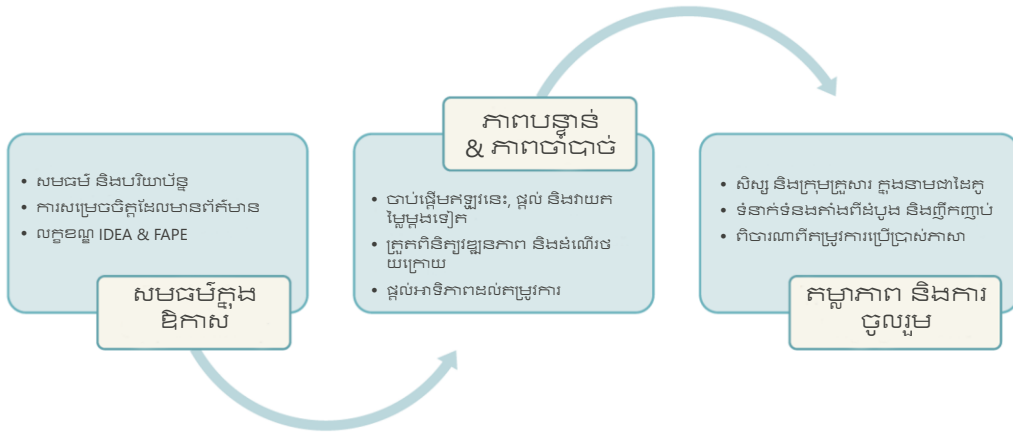 • សមធម៌ និងបរិយាប័ន្ន
• ការសម្រេចចិត្តដែលមានព័ត៌មាន
• លក្ខខណ្ឌ IDEA & FAPE
សមធម៌ក្នុង
ឱកាស
ភាពបន្ទាន់
& ភាពចាំបាច់
• ចាប់ផ្តើមឥឡូវនេះ, ផ្តល់ និងវាយត
ម្លៃម្តងទៀត
• ត្រួតពិនិត្យវឌ្ឍនភាព និងដំណើរថ
យក្រោយ
• ផ្តល់អាទិភាពដល់តម្រូវការ
• សិស្ស និងក្រុមគ្រួសារ ក្នុងនាមជាដៃគូ
• ទំនាក់ទំនងតាំងពីដំបូង និងញឹកញាប់
• ពិចារណាពីតម្រូវការប្រើប្រាស់ភាសា
តម្លាភាព និងការ
ចូលរួម